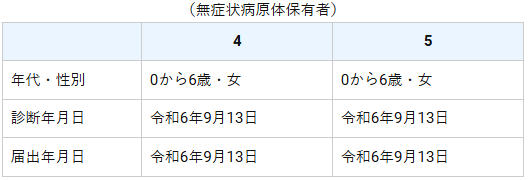 （無症状病原体保有者）
4 5
年代・性別 0から6歳・女 0から6歳・女
診断年月日 令和6年9月13日 令和6年9月13日
届出年月日 令和6年9月13日 令和6年9月13日